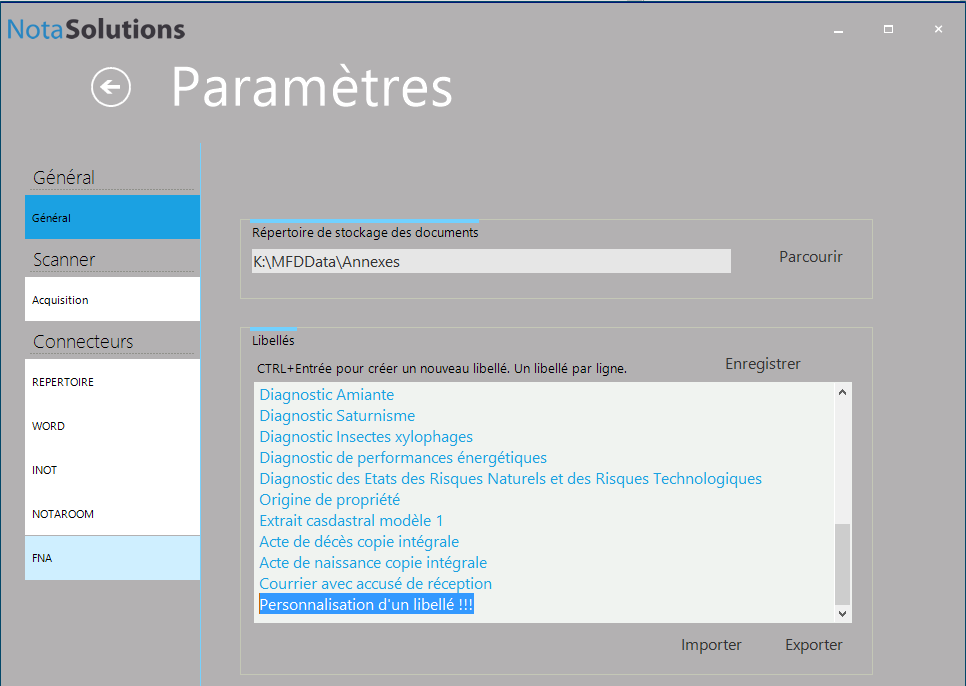 NotaSolutions
Paramètres
Général
Général
Scanner
Acquisition
Connecteurs
REPERTOIRE
WORD
INOT
NOTAROOM
FNA
Répertoire de stockage des documents
K:\MFDData\Annexes
Parcourir
Libellés
CTRL+Entrée pour créer un nouveau libellé. Un libellé par ligne.
Enregistrer
Diagnostic Amiante
Diagnostic Saturnisme
Diagnostic Insectes xylophages
Diagnostic de performances énergétiques
Diagnostic des Etats des Risques Naturels et des Risques Technologiques
Origine de propriété
Extrait casdastral modèle 1
Acte de décès copie intégrale
Acte de naissance copie intégrale
Courrier avec accusé de réception
Personnalisation d'un libellé !!!
Importer
Exporter